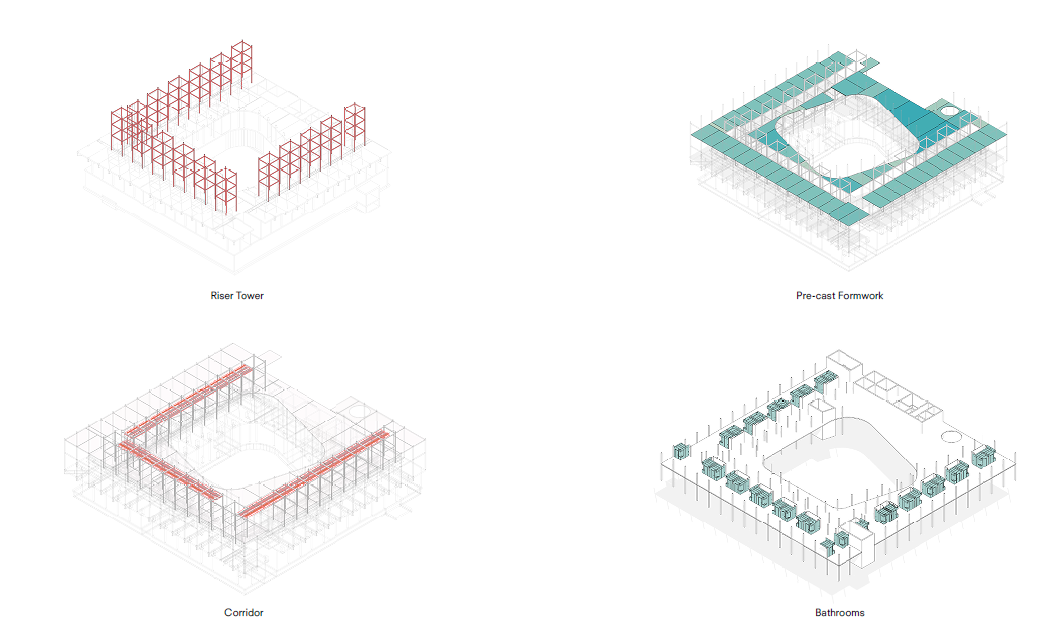 Riser Tower
Pre-cast Formwork
Corridor
Bathrooms